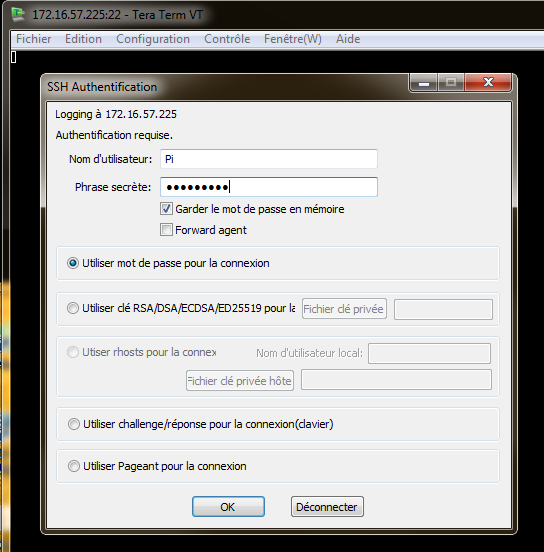 172.16.57.225:22 - Tera Term VT
Fichier Edition Configuration Contrôle Fenêtre(W) Aide
SSH Authentification
Logging à 172.16.57.225
Authentification requise.
Nom d'utilisateur: Pi
Phrase secrète: •••••••••
Garder le mot de passe en mémoire
Forward agent
Utiliser mot de passe pour la connexion
Utiliser clé RSA/DSA/ECDSA/ED25519 pour la Fichier clé privée
Utiser rhosts pour la connex Nom d'utilisateur local:
Fichier clé privée hôte
Utiliser challenge/réponse pour la connexion(clavier)
Utiliser Pageant pour la connexion
OK Déconnecter